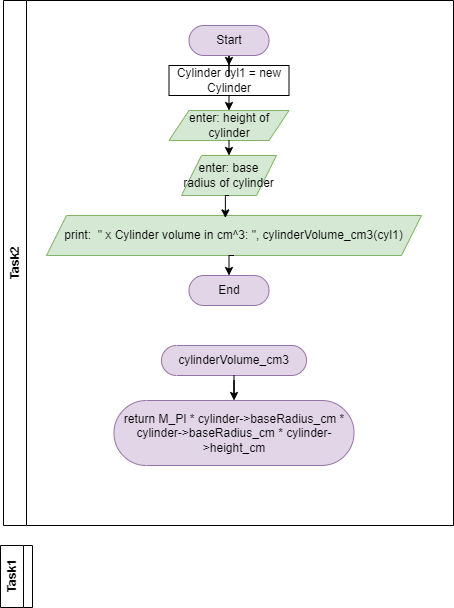 Task2
Start
Cylinder cyl1 = new
Cylinder
enter: height of
cylinder
enter: base
radius of cylinder
print:  " x Cylinder volume in cm^3: ", cylinderVolume_cm3(cyl1)
End
cylinderVolume_cm3
return M_PI * cylinder->baseRadius_cm *
cylinder->baseRadius_cm * cylinder-
>height_cm
Task1